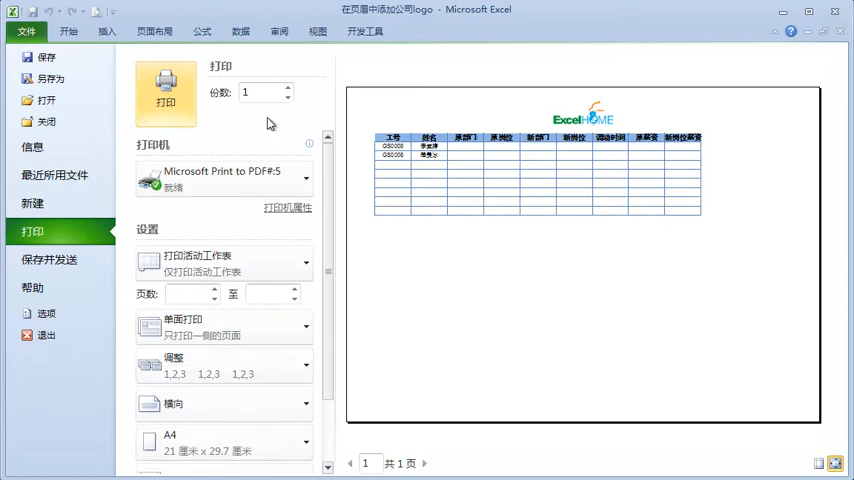 在页眉中添加公司logo - Microsoft Excel
文件 开始 插入 页面布局 公式 数据 审阅 视图 开发工具
保存
另存为
打开
关闭
信息
最近所用文件
新建
打印
保存并发送
帮助
选项
退出
打印
打印
份数: 1
打印机
Microsoft Print to PDF#:5
就绪
打印机属性
设置
打印活动工作表
仅打印活动工作表
页数: 至
单面打印
只打印一侧的页面
调整
1,2,3 1,2,3 1,2,3
横向
A4
21 厘米 x 29.7 厘米
ExcelHOME
工号 姓名 原部门 原岗位 新部门 新岗位 调动时间 原薪资 新岗位薪资
GS0008
GS0008
1 共 1 页